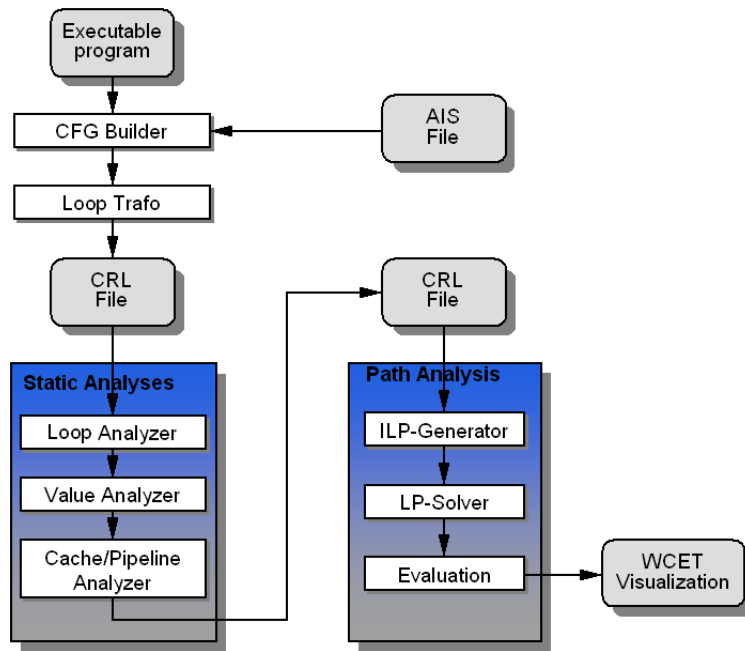 Executable
program
CFG Builder
AIS
File
Loop Trafo
CRL
File
CRL
File
Static Analyses
Loop Analyzer
Value Analyzer
Cache/Pipeline
Analyzer
Path Analysis
ILP-Generator
LP-Solver
Evaluation
WCET
Visualization